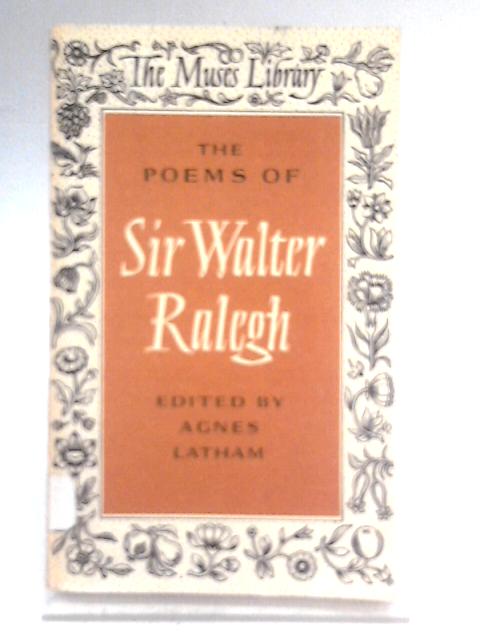 The Muses Library
THE
POEMS OF
Sir Walter
Ralegh
EDITED BY
AGNES
LATHAM